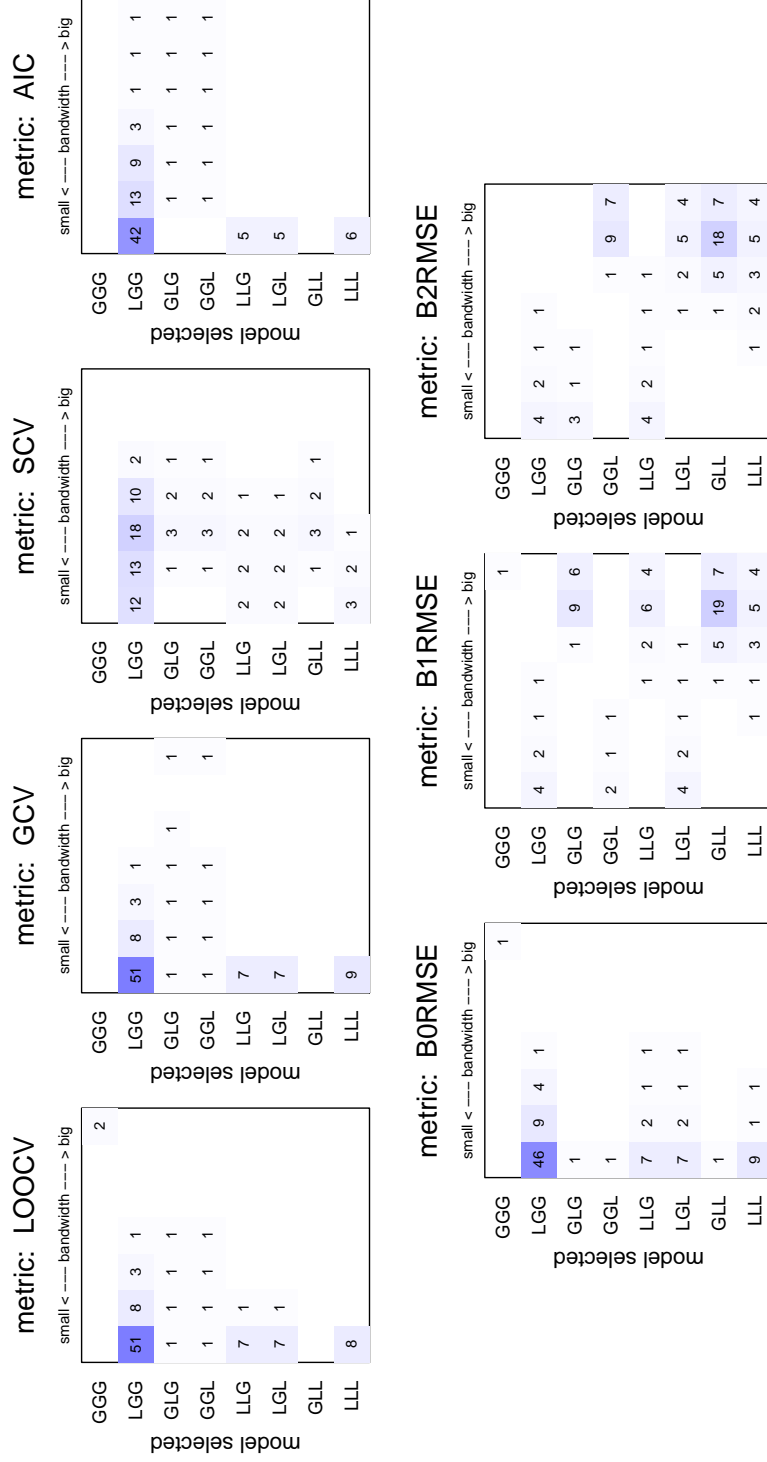 metric: LOOCV
small < −−− bandwidth −−− > big
model selected
GGG 2
LGG 51 8 3 1
GLG 1 1 1 1
GGL 1 1 1 1
LLG 7 1
LGL 7 1
GLL
LLL 8
metric: GCV
small < −−− bandwidth −−− > big
model selected
GGG
LGG 51 8 3 1
GLG 1 1 1 1 1 1
GGL 1 1 1 1 1
LLG 7
LGL 7
GLL
LLL 9
metric: SCV
small < −−− bandwidth −−− > big
model selected
GGG
LGG 12 13 18 10 2
GLG 1 3 2 1
GGL 1 3 2 1
LLG 2 2 2 1
LGL 2 2 2 1
GLL 1 3 2 1
LLL 3 2 1
metric: AIC
small < −−− bandwidth −−− > big
model selected
GGG
LGG 42 13 9 3 1 1 1
GLG 1 1 1 1 1 1
GGL 1 1 1 1 1 1
LLG 5
LGL 5
GLL
LLL 6
metric: B0RMSE
small < −−− bandwidth −−− > big
model selected
GGG 1
LGG 46 9 4 1
GLG 1
GGL 1
LLG 7 2 1 1
LGL 7 2 1 1
GLL 1
LLL 9 1 1
metric: B1RMSE
small < −−− bandwidth −−− > big
model selected
GGG 1
LGG 4 2 1 1
GLG 1 9 6
GGL 2 1 1
LLG 1 2 6 4
LGL 4 2 1 1 1
GLL 1 5 19 7
LLL 1 1 3 5 4
metric: B2RMSE
small < −−− bandwidth −−− > big
model selected
GGG
LGG 4 2 1 1
GLG 3 1 1
GGL 1 9 7
LLG 4 2 1 1 1
LGL 1 2 5 4
GLL 1 5 18 7
LLL 1 2 3 5 4